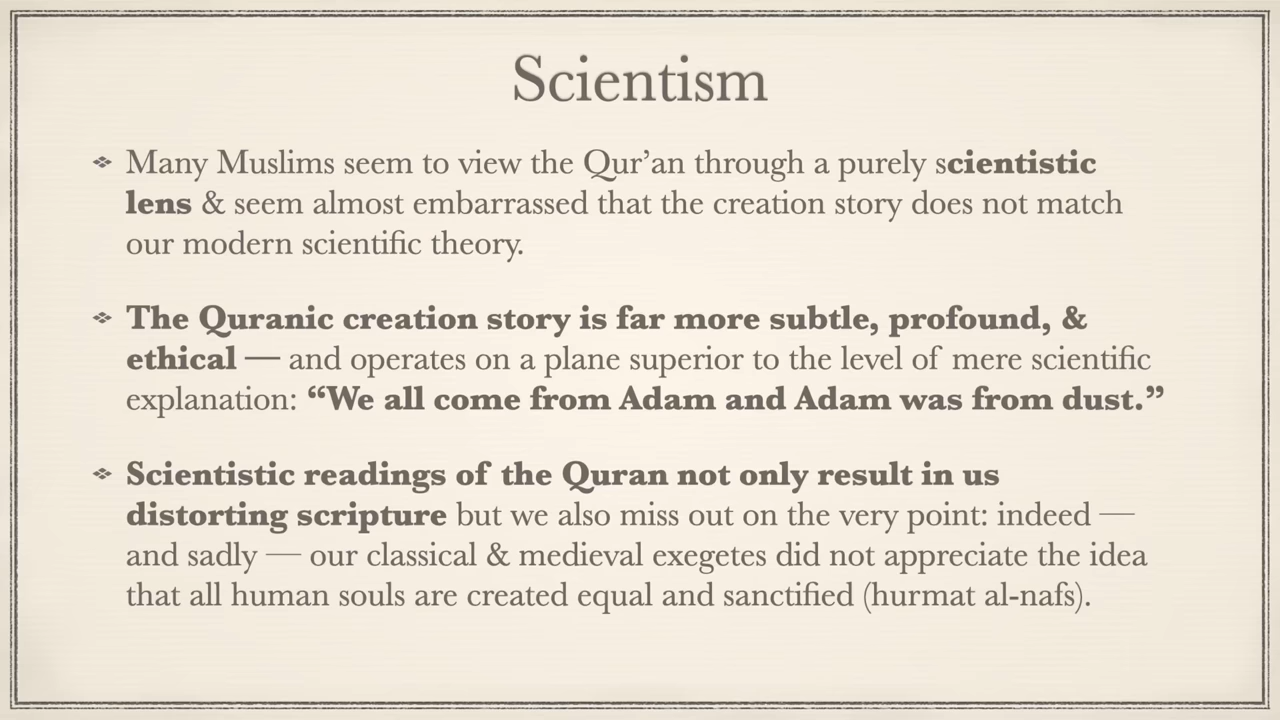 Scientism
Many Muslims seem to view the Qur’an through a purely scientistic
lens & seem almost embarrassed that the creation story does not match
our modern scientific theory.
The Quranic creation story is far more subtle, profound, &
ethical — and operates on a plane superior to the level of mere scientific
explanation: “We all come from Adam and Adam was from dust.”
Scientistic readings of the Quran not only result in us
distorting scripture but we also miss out on the very point: indeed —
and sadly — our classical & medieval exegetes did not appreciate the idea
that all human souls are created equal and sanctified (hurmat al-nafs).